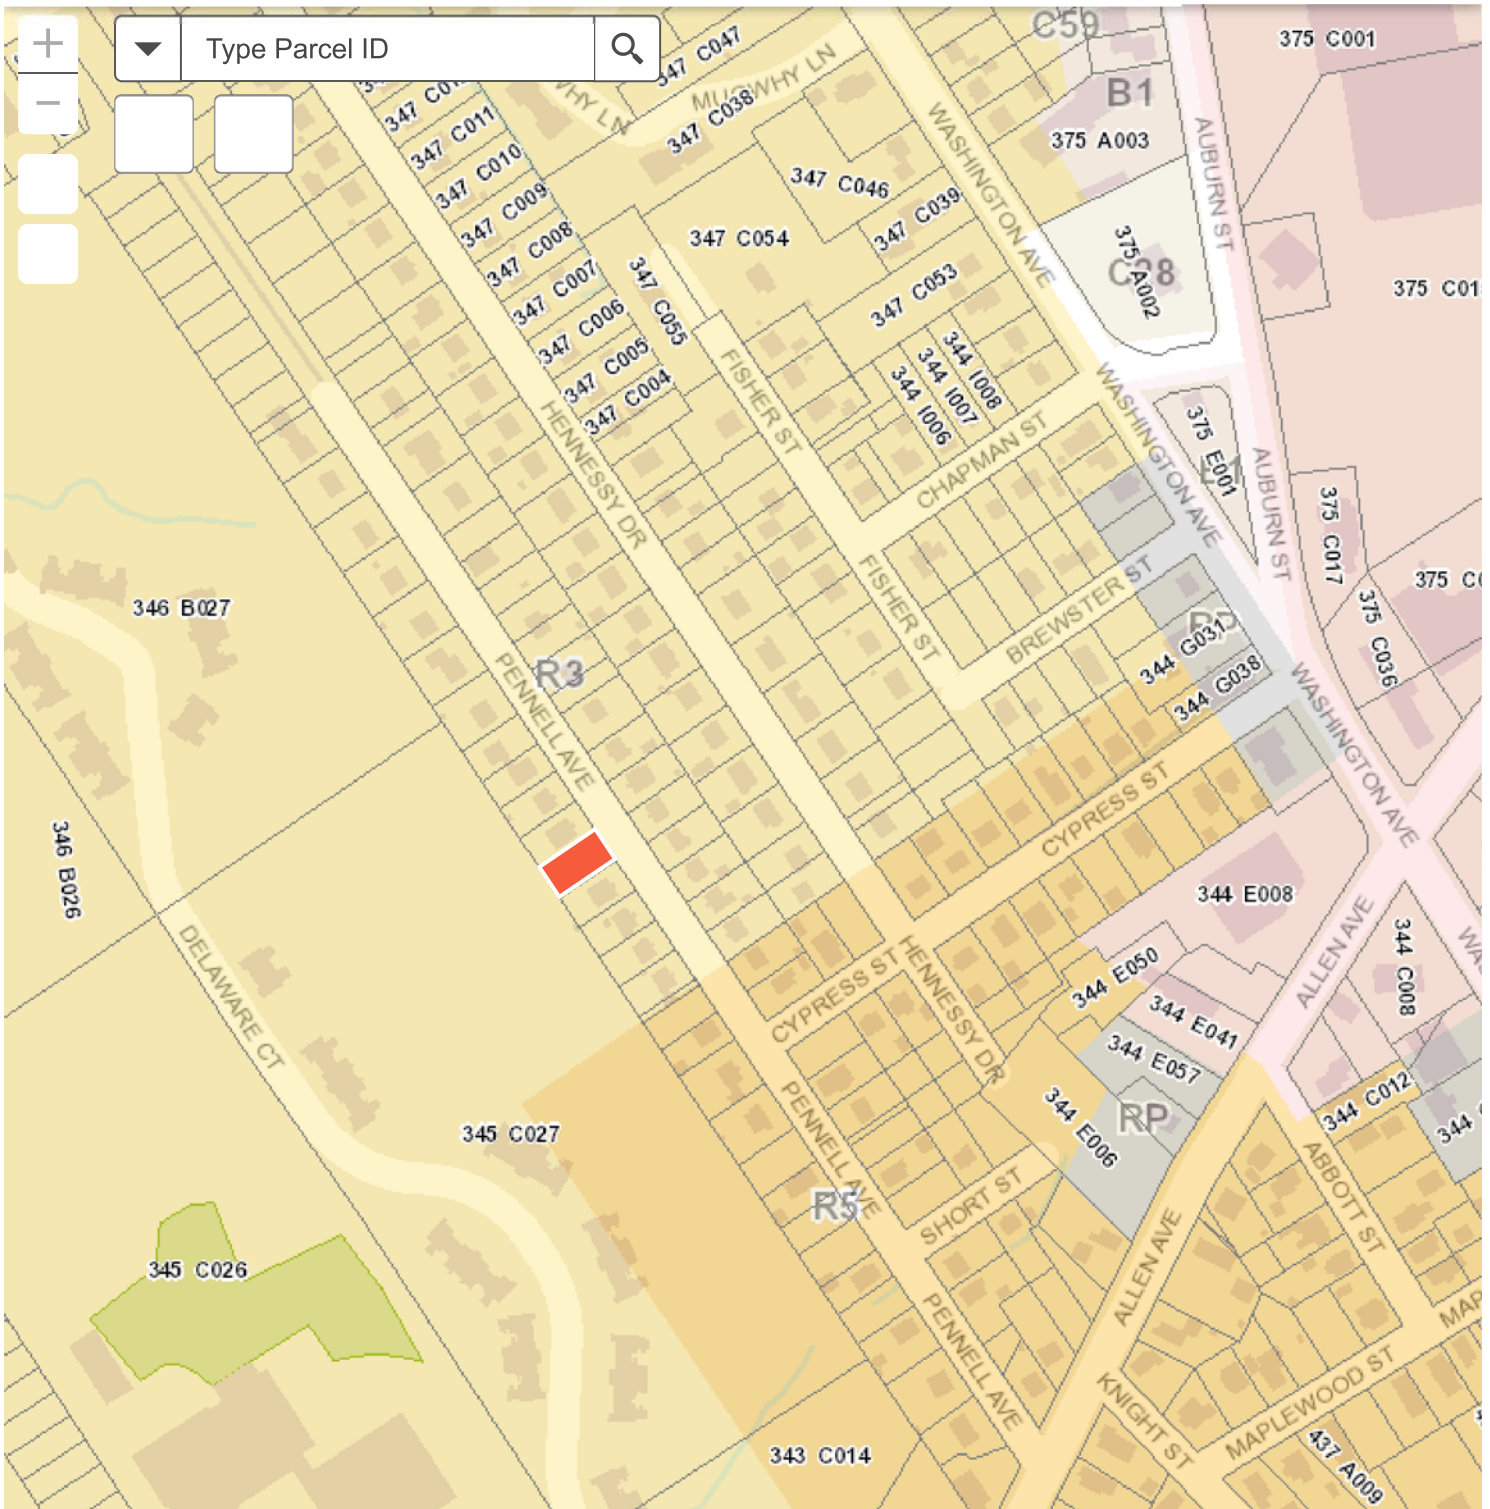 +
−
Type Parcel ID
347 C047
C59
375 C001
MUGWHY LN
347 C038
B1
375 A003
347 C011
347 C010
347 C009
347 C008
347 C007
347 C006
347 C005
347 C004
347 C046
347 C039
347 C054
347 C053
347 C055
WASHINGTON AVE
AUBURN ST
375 A002
344 I008
344 I007
344 I006
FISHER ST
HENNESSY DR
CHAPMAN ST
WASHINGTON AVE
375 E001
AUBURN ST
375 C017
375 C036
FISHER ST
BREWSTER ST
346 B027
R3
PENNELL AVE
344 G031
344 G038
WASHINGTON AVE
CYPRESS ST
346 B026
344 E008
DELAWARE CT
CYPRESS ST
HENNESSY DR
344 E050
344 E041
344 E057
ALLEN AVE
344 C008
344 E006
RP
344 C012
345 C027
PENNELL AVE
R5
SHORT ST
ABBOTT ST
ALLEN AVE
345 C026
PENNELL AVE
KNIGHT ST
MAPLEWOOD ST
343 C014
437 A009